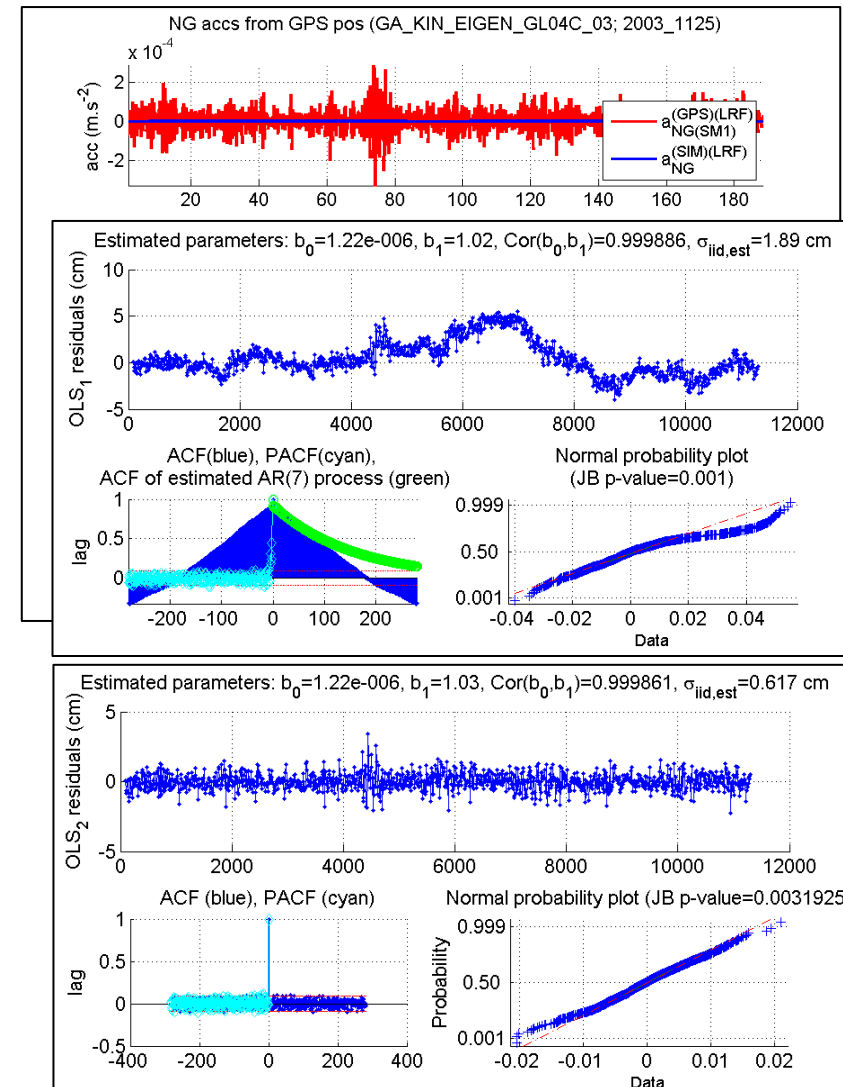 NG accs from GPS pos (GA_KIN_EIGEN_GL04C_03; 2003_1125)
x 10^-4
acc (m.s^-2)
2
0
-2
a_NG(SM1)^(GPS)(LRF)
a_NG^(SIM)(LRF)
20 40 60 80 100 120 140 160 180
Estimated parameters: b_0=1.22e-006, b_1=1.02, Cor(b_0,b_1)=0.999886, σ_iid,est=1.89 cm
OLS_1 residuals (cm)
10
5
0
-5
0 2000 4000 6000 8000 10000 12000
ACF(blue), PACF(cyan),
ACF of estimated AR(7) process (green)
lag
1
0.5
0
-200 -100 0 100 200
Normal probability plot
(JB p-value=0.001)
0.999
0.50
0.001
-0.04 -0.02 0 0.02 0.04
Data
Estimated parameters: b_0=1.22e-006, b_1=1.03, Cor(b_0,b_1)=0.999861, σ_iid,est=0.617 cm
OLS_2 residuals (cm)
5
0
-5
0 2000 4000 6000 8000 10000 12000
ACF (blue), PACF (cyan)
lag
1
0.5
0
-0.5
-400 -200 0 200 400
Normal probability plot (JB p-value=0.0031925
Probability
0.999
0.50
0.001
-0.02 -0.01 0 0.01 0.02
Data